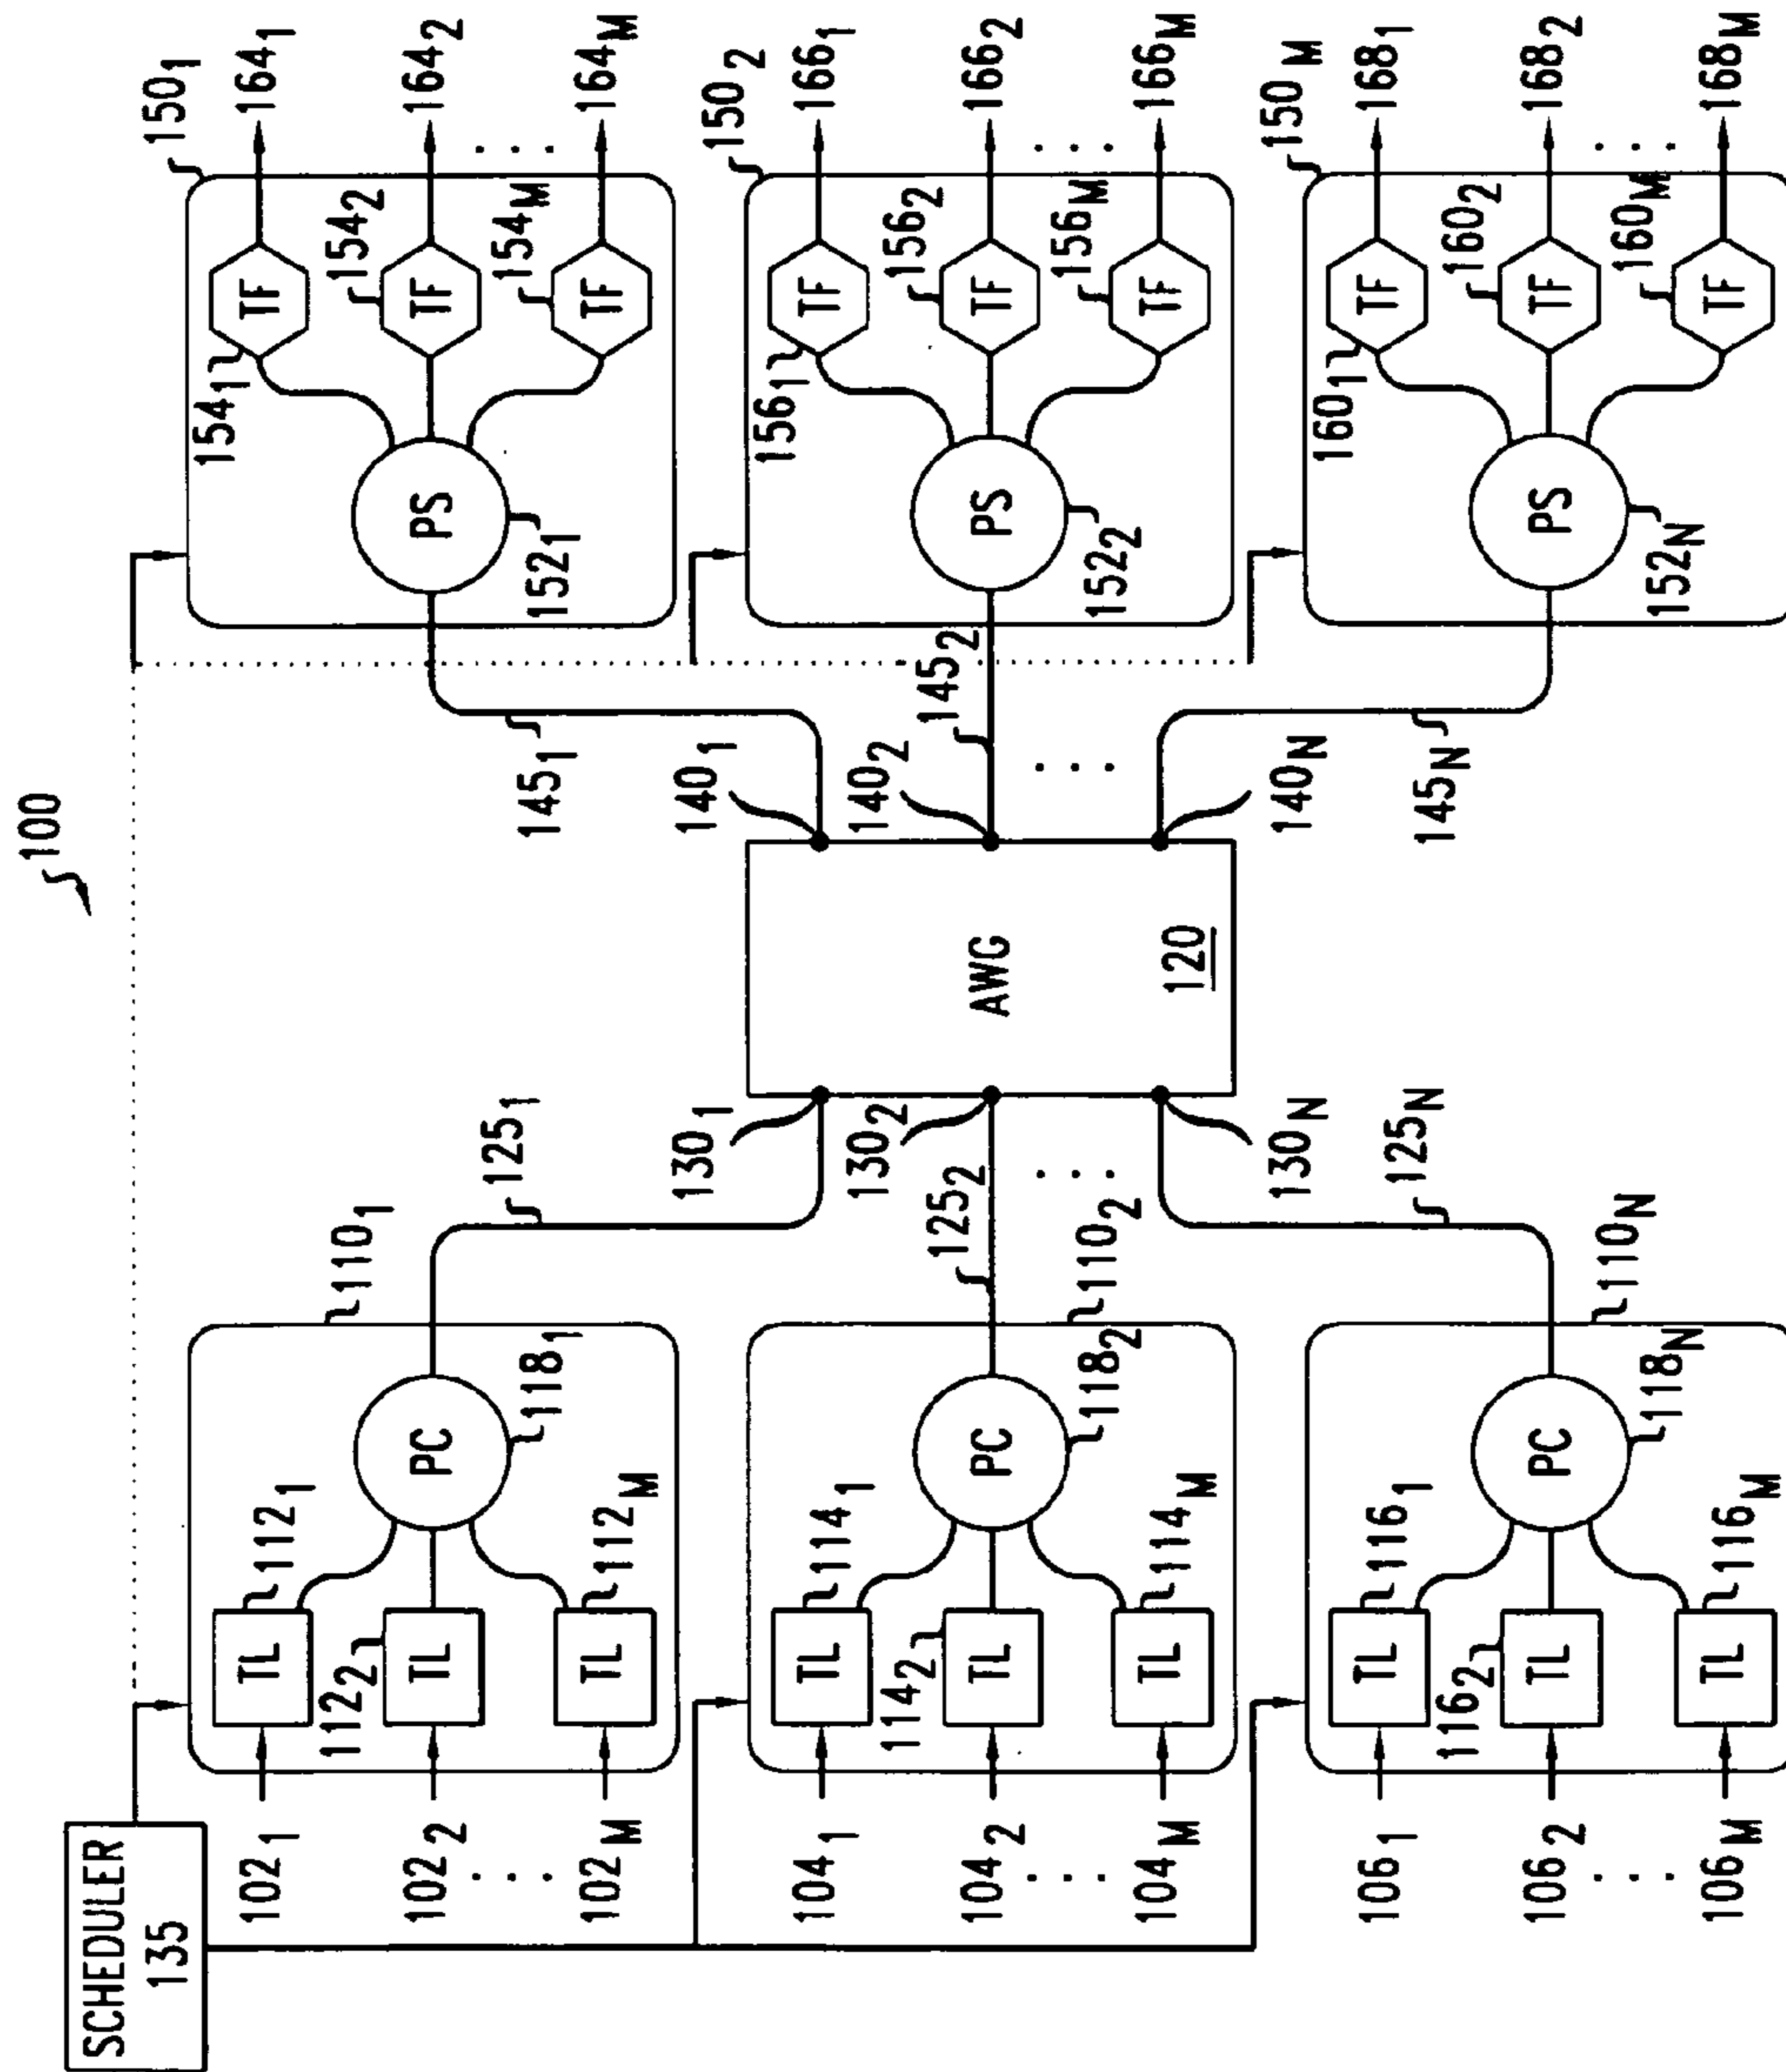 100
SCHEDULER
135
102₁
102₂
102M
104₁
104₂
104M
106₁
106₂
106M
110₁
TL
112₁
TL
112₂
TL
112M
PC
118₁
110₂
TL
114₁
TL
114₂
TL
114M
PC
118₂
110N
TL
116₁
TL
116₂
TL
116M
PC
118N
125₁
125₂
125N
130₁
130₂
130N
AWG
120
140₁
140₂
140N
145₁
145₂
145N
150₁
PS
152₁
TF
154₁
TF
154₂
TF
154M
164₁
164₂
164M
150₂
PS
152₂
TF
156₁
TF
156₂
TF
156M
166₁
166₂
166M
150M
PS
152N
TF
160₁
TF
160₂
TF
160M
168₁
168₂
168M